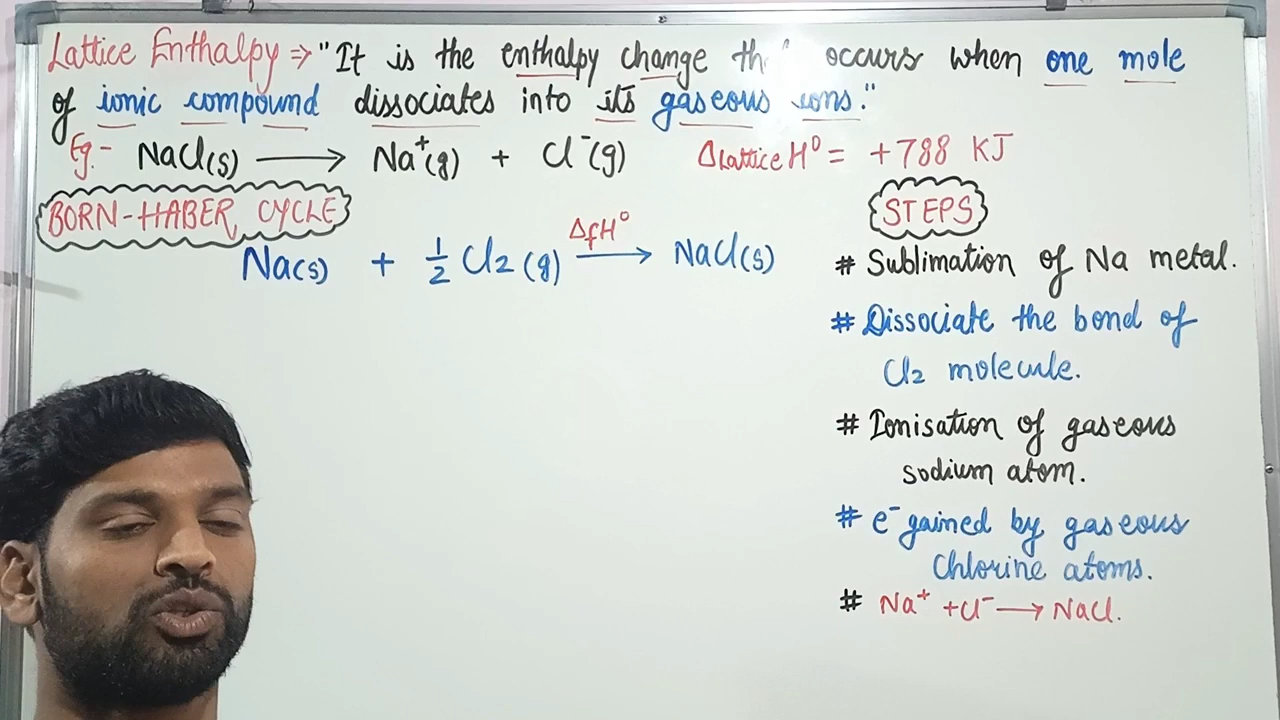 Lattice Enthalpy ⇒ "It is the enthalpy change occurs when one mole
of ionic compound dissociates into its gaseous ions."
Eg.- NaCl(s) ⟶ Na⁺(g) + Cl⁻(g) ΔLattice H° = +788 KJ
BORN-HABER CYCLE
Na(s) + ½ Cl₂ (g) ⟶ NaCl(s)
ΔfH°
STEPS
# Sublimation of Na metal.
# Dissociate the bond of
Cl₂ molecule.
# Ionisation of gaseous
sodium atom.
# e⁻ gained by gaseous
Chlorine atoms.
# Na⁺ + Cl⁻ ⟶ NaCl.